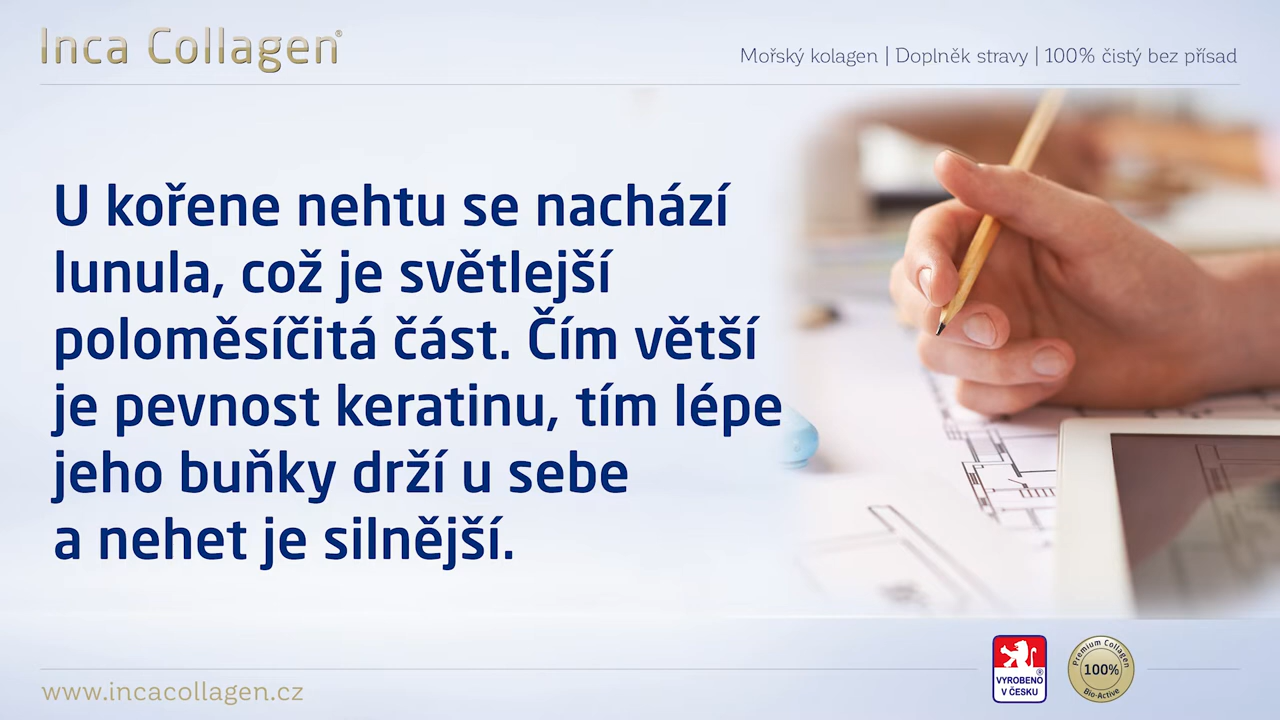 Inca Collagen®
Mořský kolagen | Doplněk stravy | 100% čistý bez přísad
U kořene nehtu se nachází
lunula, což je světlejší
poloměsíčitá část. Čím větší
je pevnost keratinu, tím lépe
jeho buňky drží u sebe
a nehet je silnější.
www.incacollagen.cz
®
VYROBENO
V ČESKU
Premium Collagen
100%
Bio-Active